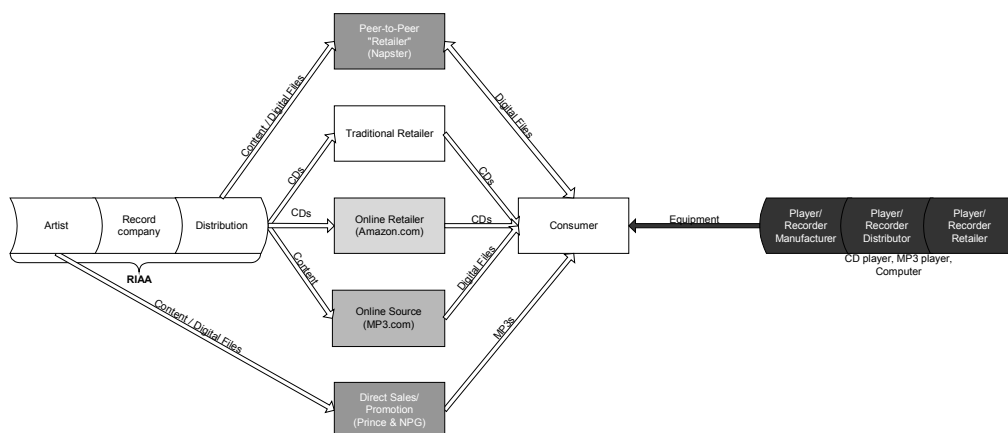 Peer-to-Peer
"Retailer"
(Napster)
Content / Digital Files
Digital Files
Traditional Retailer
CDs
CDs
Artist
Record
company
Distribution
CDs
Online Retailer
(Amazon.com)
CDs
Consumer
Equipment
Player/
Recorder
Manufacturer
Player/
Recorder
Distributor
Player/
Recorder
Retailer
CD player, MP3 player,
Computer
RIAA
Content
Online Source
(MP3.com)
Digital Files
Content / Digital Files
MP3s
Direct Sales/
Promotion
(Prince & NPG)